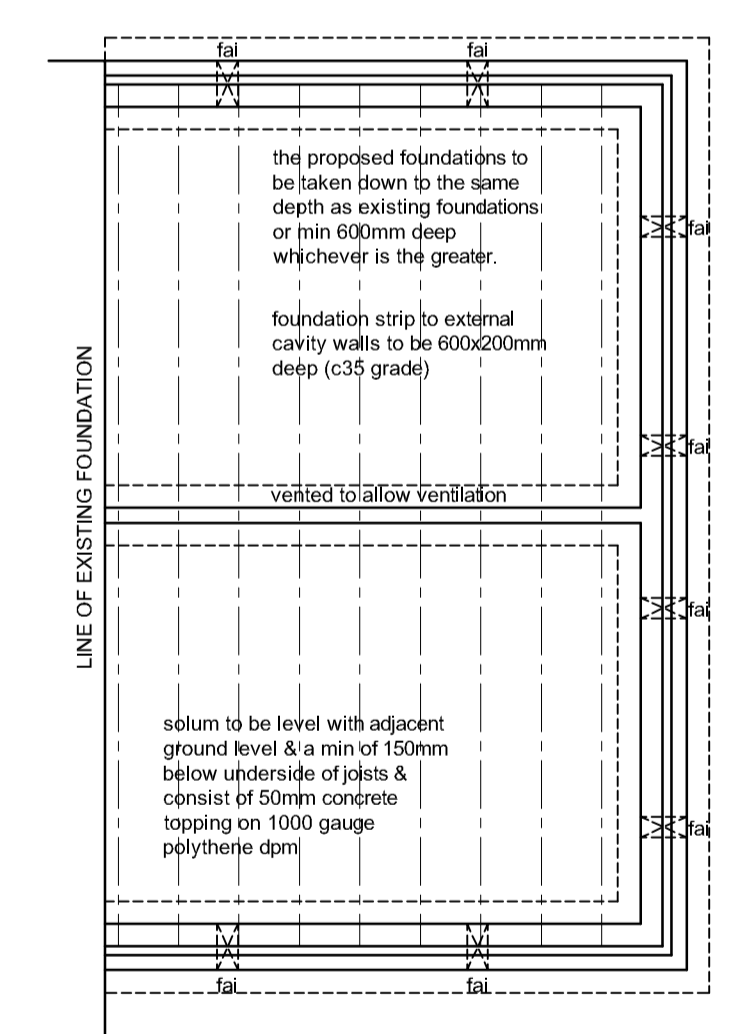 fai
fai
the proposed foundations to
be taken down to the same
depth as existing foundations
or min 600mm deep
whichever is the greater.
fai
foundation strip to external
cavity walls to be 600x200mm
deep (c35 grade)
LINE OF EXISTING FOUNDATION
fai
vented to allow ventilation
fai
solum to be level with adjacent
ground level & a min of 150mm
below underside of joists &
consist of 50mm concrete
topping on 1000 gauge
polythene dpm
fai
fai
fai